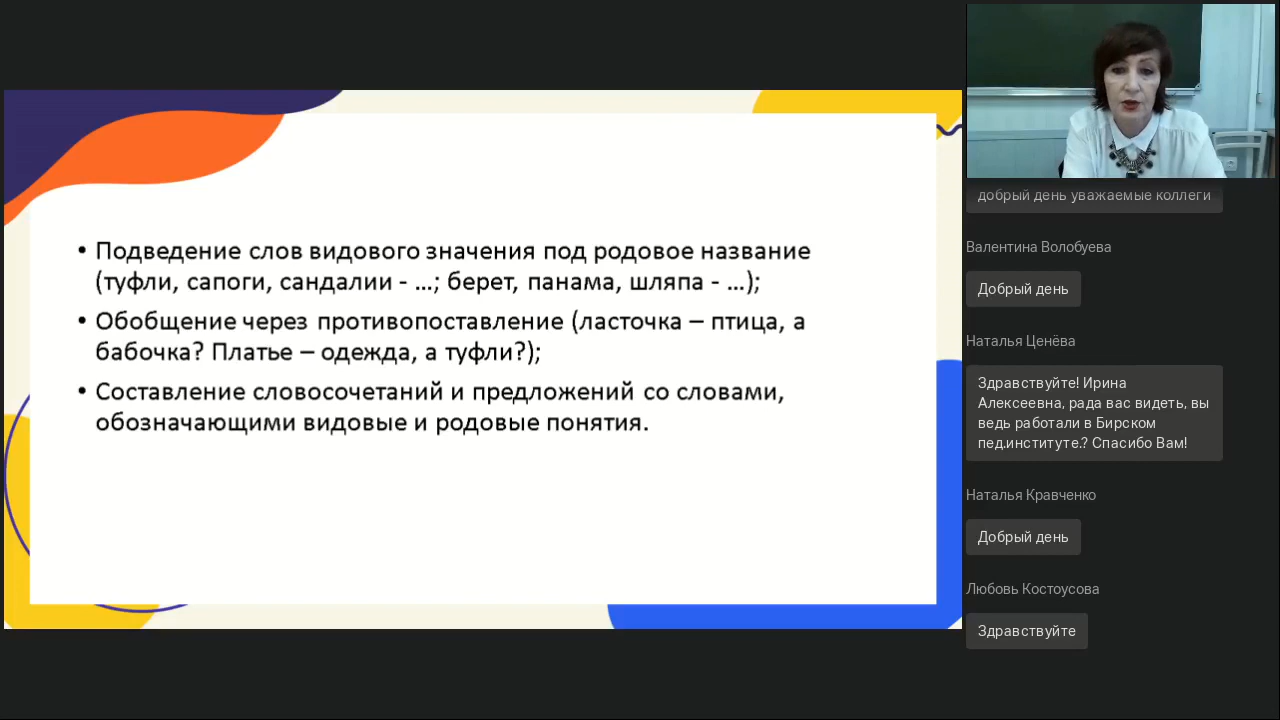 • Подведение слов видового значения под родовое название
(туфли, сапоги, сандалии - …; берет, панама, шляпа - …);
• Обобщение через противопоставление (ласточка – птица, а
бабочка? Платье – одежда, а туфли?);
• Составление словосочетаний и предложений со словами,
обозначающими видовые и родовые понятия.
добрый день уважаемые коллеги
Валентина Волобуева
Добрый день
Наталья Ценёва
Здравствуйте! Ирина
Алексеевна, рада вас видеть, вы
ведь работали в Бирском
пед.институте.? Спасибо Вам!
Наталья Кравченко
Добрый день
Любовь Костоусова
Здравствуйте